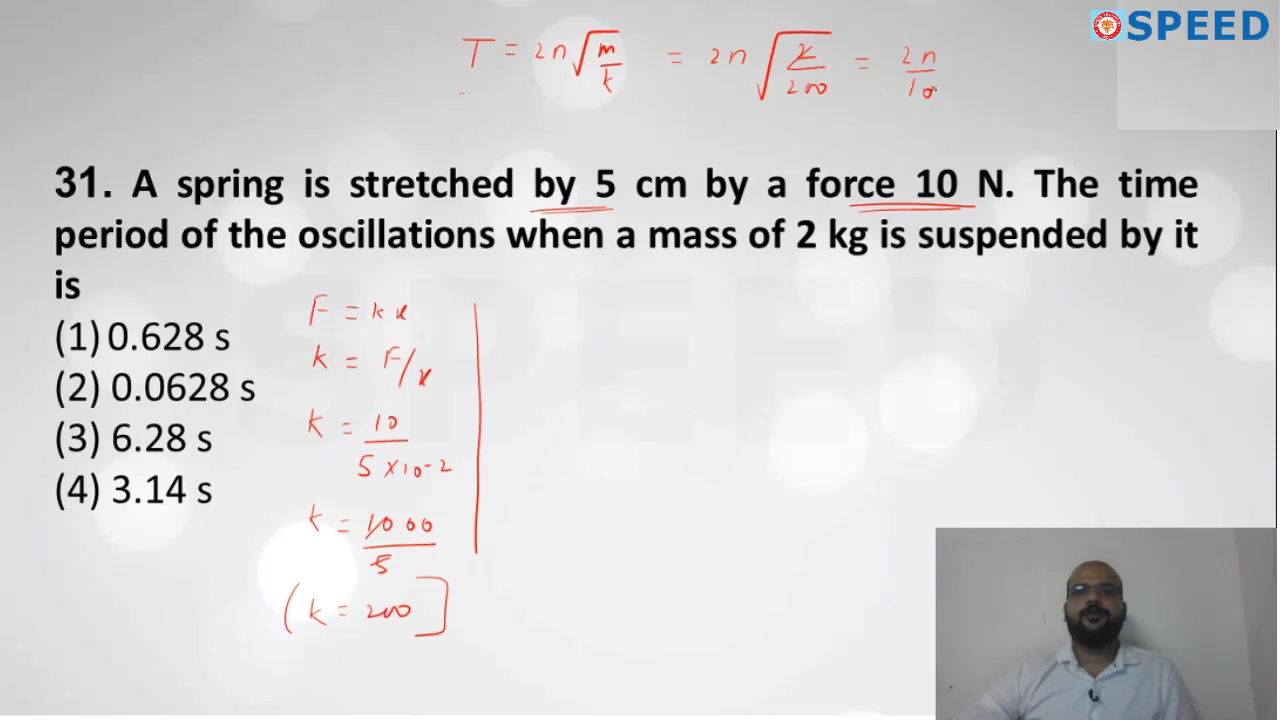 SPEED
T = 2π√(m/k) = 2π√(2/200) = 2π/10
31. A spring is stretched by 5 cm by a force 10 N. The time
period of the oscillations when a mass of 2 kg is suspended by it
is
(1) 0.628 s
(2) 0.0628 s
(3) 6.28 s
(4) 3.14 s
F = kx
k = F/x
k = 10
5 × 10-2
k = 1000
5
(k = 200]